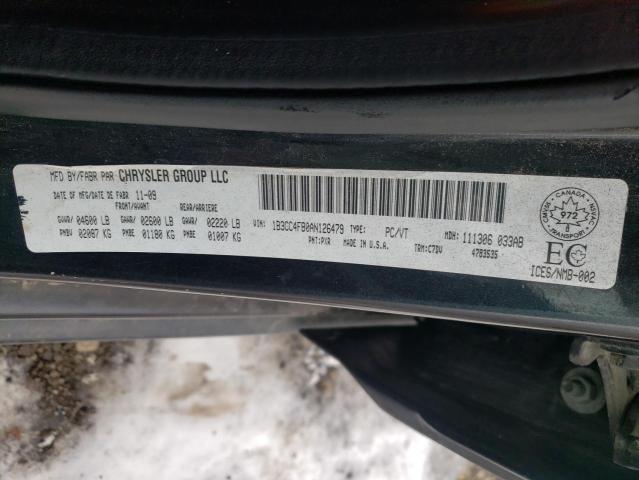 MFD BY/FABR PAR CHRYSLER GROUP LLC
DATE OF MFG/DATE DE FABR 11-09
FRONT/AVANT REAR/ARRIERE
GVWR/ 04600 LB GAWR/ 02600 LB GAWR/ 02220 LB
PNBV 02087 KG PNBE 01180 KG PNBE 01007 KG
VIN: 1B3CC4FB0AN126479 TYPE: PC/VT MDH: 111306 033AB
PNT: PXR MADE IN U.S.A. TRM: C7DV 4783535
CANADA
972
8
TRANSPORT
EC
ICES/NMB-002